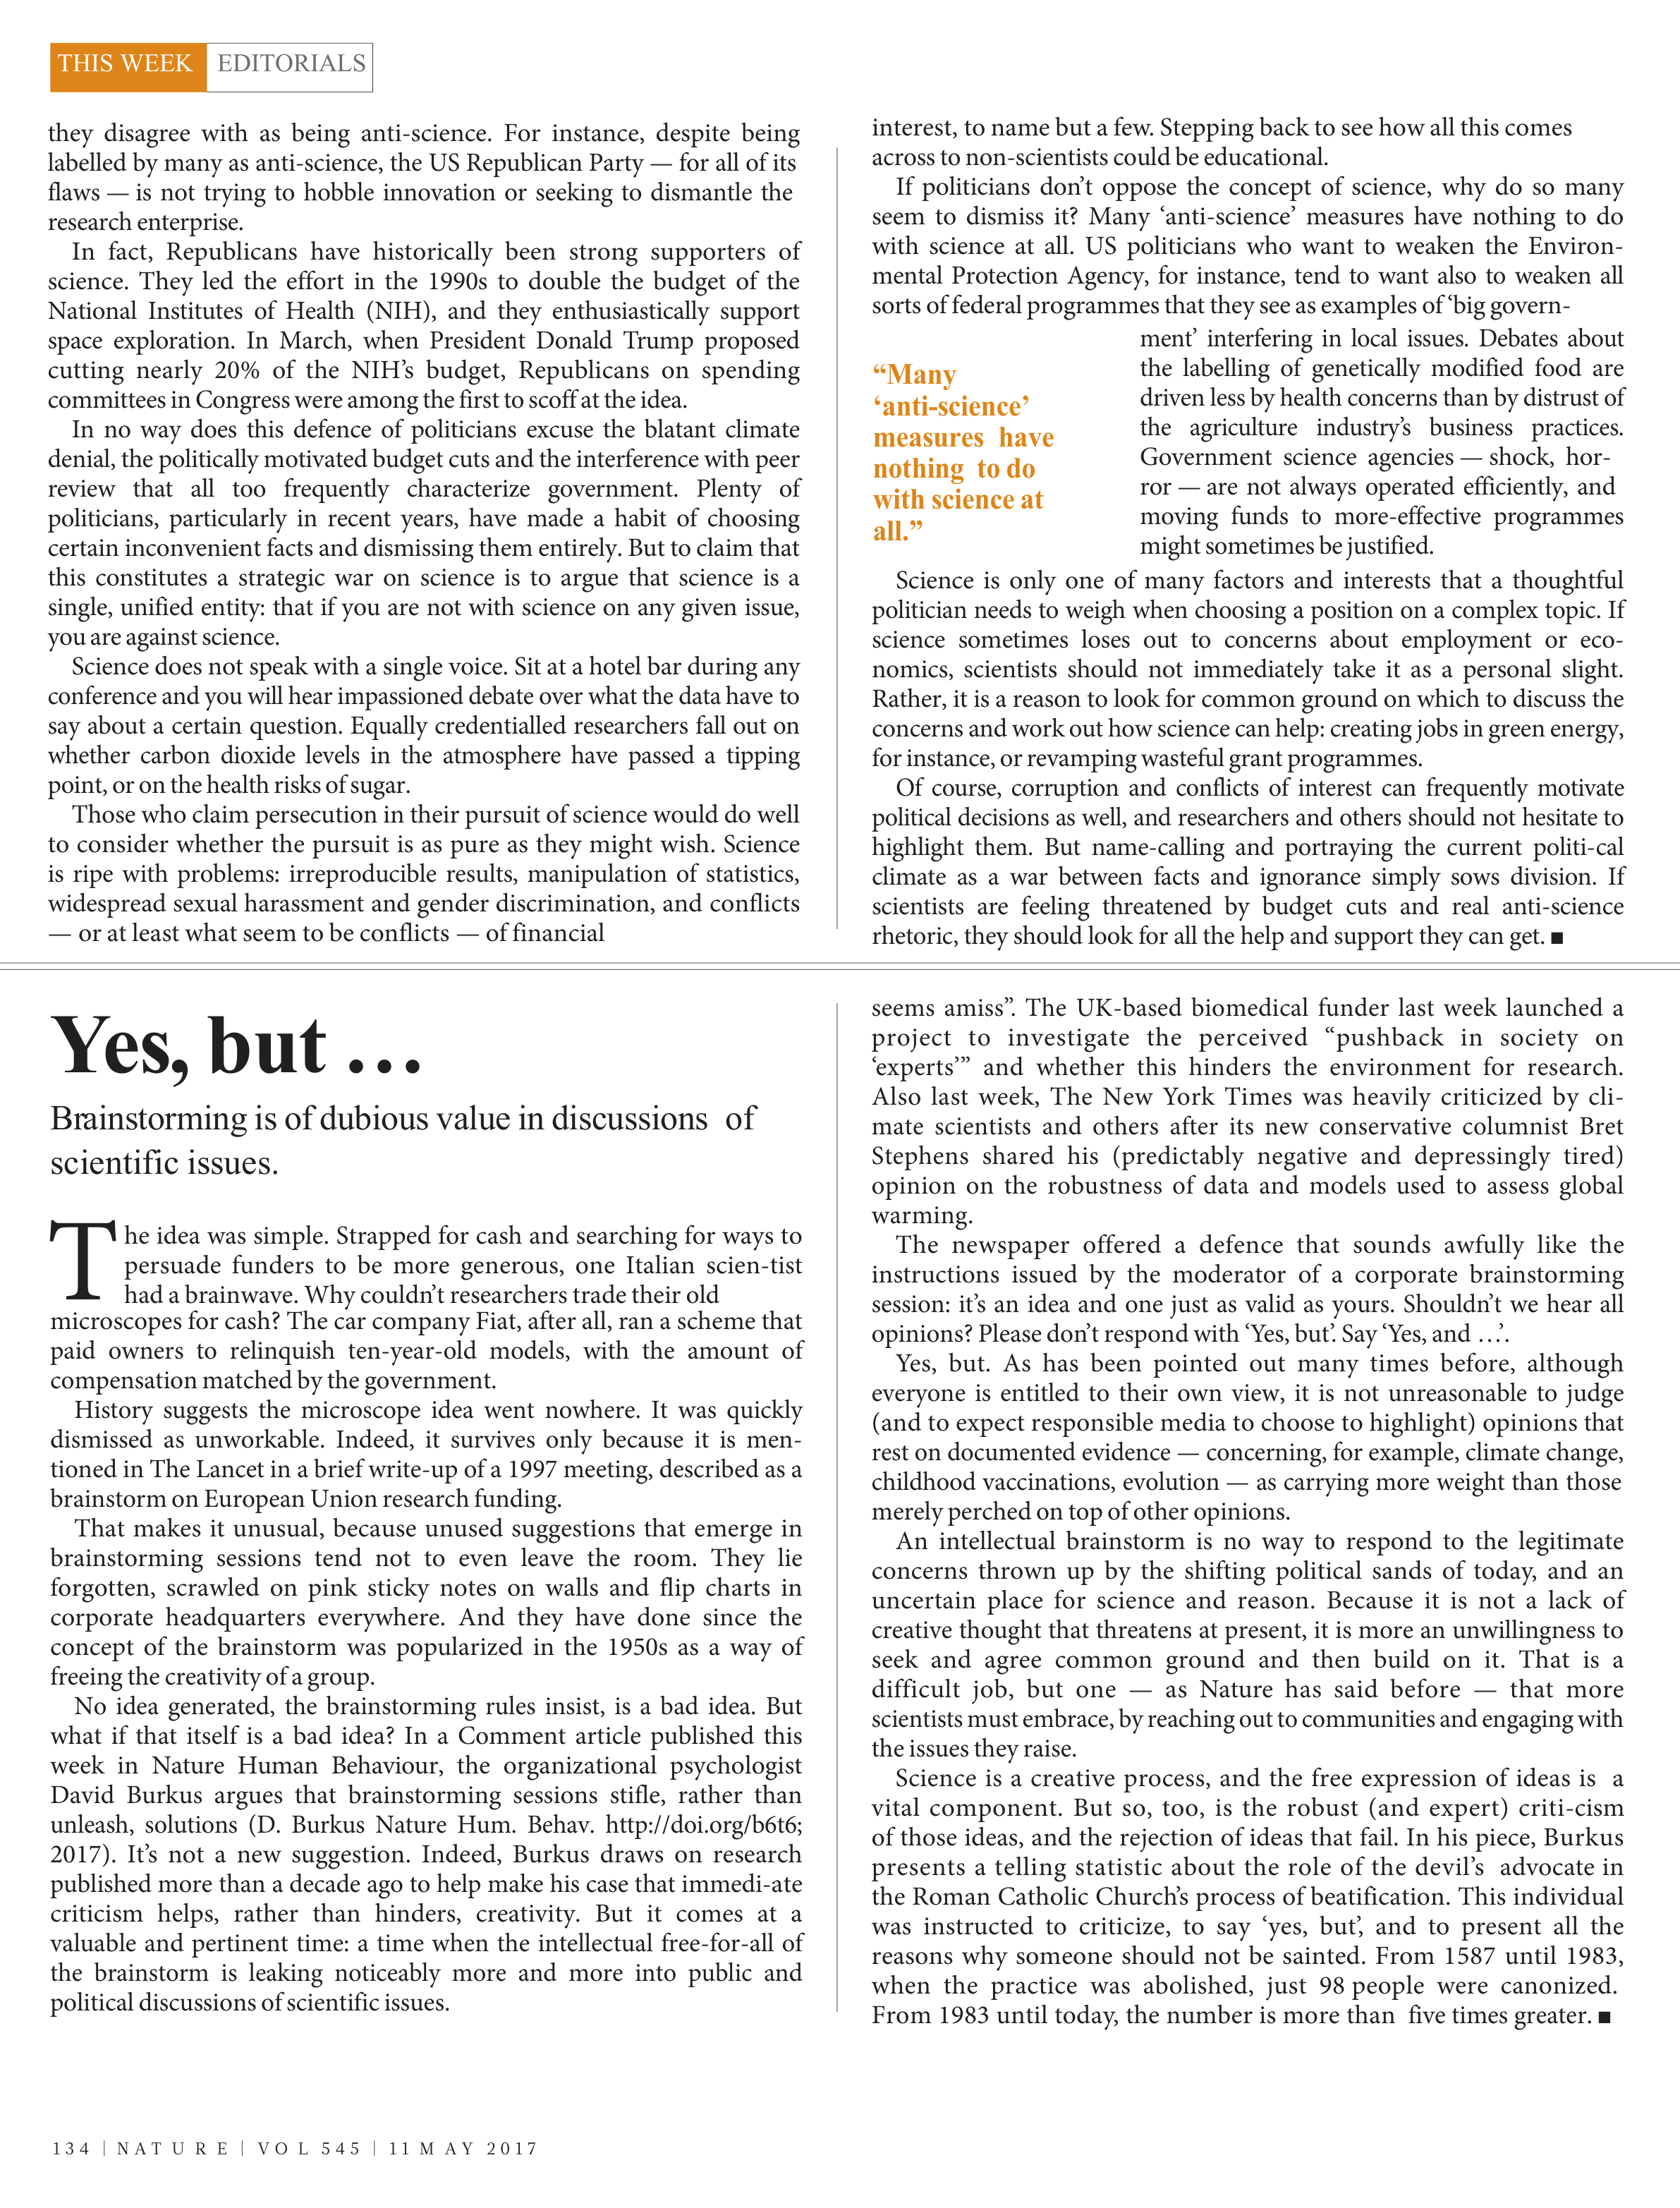 THIS WEEK EDITORIALS
they disagree with as being anti-science. For instance, despite being
labelled by many as anti-science, the US Republican Party — for all of its
flaws — is not trying to hobble innovation or seeking to dismantle the
research enterprise.
In fact, Republicans have historically been strong supporters of
science. They led the effort in the 1990s to double the budget of the
National Institutes of Health (NIH), and they enthusiastically support
space exploration. In March, when President Donald Trump proposed
cutting nearly 20% of the NIH’s budget, Republicans on spending
committees in Congress were among the first to scoff at the idea.
In no way does this defence of politicians excuse the blatant climate
denial, the politically motivated budget cuts and the interference with peer
review that all too frequently characterize government. Plenty of
politicians, particularly in recent years, have made a habit of choosing
certain inconvenient facts and dismissing them entirely. But to claim that
this constitutes a strategic war on science is to argue that science is a
single, unified entity: that if you are not with science on any given issue,
you are against science.
Science does not speak with a single voice. Sit at a hotel bar during any
conference and you will hear impassioned debate over what the data have to
say about a certain question. Equally credentialled researchers fall out on
whether carbon dioxide levels in the atmosphere have passed a tipping
point, or on the health risks of sugar.
Those who claim persecution in their pursuit of science would do well
to consider whether the pursuit is as pure as they might wish. Science
is ripe with problems: irreproducible results, manipulation of statistics,
widespread sexual harassment and gender discrimination, and conflicts
— or at least what seem to be conflicts — of financial
interest, to name but a few. Stepping back to see how all this comes
across to non-scientists could be educational.
If politicians don’t oppose the concept of science, why do so many
seem to dismiss it? Many ‘anti-science’ measures have nothing to do
with science at all. US politicians who want to weaken the Environ-
mental Protection Agency, for instance, tend to want also to weaken all
sorts of federal programmes that they see as examples of ‘big govern-
ment’ interfering in local issues. Debates about
the labelling of genetically modified food are
driven less by health concerns than by distrust of
the agriculture industry’s business practices.
Government science agencies — shock, hor-
ror — are not always operated efficiently, and
moving funds to more-effective programmes
might sometimes be justified.
“Many
‘anti-science’
measures have
nothing to do
with science at
all.”
Science is only one of many factors and interests that a thoughtful
politician needs to weigh when choosing a position on a complex topic. If
science sometimes loses out to concerns about employment or eco-
nomics, scientists should not immediately take it as a personal slight.
Rather, it is a reason to look for common ground on which to discuss the
concerns and work out how science can help: creating jobs in green energy,
for instance, or revamping wasteful grant programmes.
Of course, corruption and conflicts of interest can frequently motivate
political decisions as well, and researchers and others should not hesitate to
highlight them. But name-calling and portraying the current politi-cal
climate as a war between facts and ignorance simply sows division. If
scientists are feeling threatened by budget cuts and real anti-science
rhetoric, they should look for all the help and support they can get. ■
Yes, but …
Brainstorming is of dubious value in discussions of
scientific issues.
The idea was simple. Strapped for cash and searching for ways to
persuade funders to be more generous, one Italian scien-tist
had a brainwave. Why couldn’t researchers trade their old
microscopes for cash? The car company Fiat, after all, ran a scheme that
paid owners to relinquish ten-year-old models, with the amount of
compensation matched by the government.
History suggests the microscope idea went nowhere. It was quickly
dismissed as unworkable. Indeed, it survives only because it is men-
tioned in The Lancet in a brief write-up of a 1997 meeting, described as a
brainstorm on European Union research funding.
That makes it unusual, because unused suggestions that emerge in
brainstorming sessions tend not to even leave the room. They lie
forgotten, scrawled on pink sticky notes on walls and flip charts in
corporate headquarters everywhere. And they have done since the
concept of the brainstorm was popularized in the 1950s as a way of
freeing the creativity of a group.
No idea generated, the brainstorming rules insist, is a bad idea. But
what if that itself is a bad idea? In a Comment article published this
week in Nature Human Behaviour, the organizational psychologist
David Burkus argues that brainstorming sessions stifle, rather than
unleash, solutions (D. Burkus Nature Hum. Behav. http://doi.org/b6t6;
2017). It’s not a new suggestion. Indeed, Burkus draws on research
published more than a decade ago to help make his case that immedi-ate
criticism helps, rather than hinders, creativity. But it comes at a
valuable and pertinent time: a time when the intellectual free-for-all of
the brainstorm is leaking noticeably more and more into public and
political discussions of scientific issues.
seems amiss”. The UK-based biomedical funder last week launched a
project to investigate the perceived “pushback in society on
‘experts’” and whether this hinders the environment for research.
Also last week, The New York Times was heavily criticized by cli-
mate scientists and others after its new conservative columnist Bret
Stephens shared his (predictably negative and depressingly tired)
opinion on the robustness of data and models used to assess global
warming.
The newspaper offered a defence that sounds awfully like the
instructions issued by the moderator of a corporate brainstorming
session: it’s an idea and one just as valid as yours. Shouldn’t we hear all
opinions? Please don’t respond with ‘Yes, but’. Say ‘Yes, and …’.
Yes, but. As has been pointed out many times before, although
everyone is entitled to their own view, it is not unreasonable to judge
(and to expect responsible media to choose to highlight) opinions that
rest on documented evidence — concerning, for example, climate change,
childhood vaccinations, evolution — as carrying more weight than those
merely perched on top of other opinions.
An intellectual brainstorm is no way to respond to the legitimate
concerns thrown up by the shifting political sands of today, and an
uncertain place for science and reason. Because it is not a lack of
creative thought that threatens at present, it is more an unwillingness to
seek and agree common ground and then build on it. That is a
difficult job, but one — as Nature has said before — that more
scientists must embrace, by reaching out to communities and engaging with
the issues they raise.
Science is a creative process, and the free expression of ideas is a
vital component. But so, too, is the robust (and expert) criti-cism
of those ideas, and the rejection of ideas that fail. In his piece, Burkus
presents a telling statistic about the role of the devil’s advocate in
the Roman Catholic Church’s process of beatification. This individual
was instructed to criticize, to say ‘yes, but’, and to present all the
reasons why someone should not be sainted. From 1587 until 1983,
when the practice was abolished, just 98 people were canonized.
From 1983 until today, the number is more than five times greater. ■
134 | NATURE | VOL 545 | 11 MAY 2017